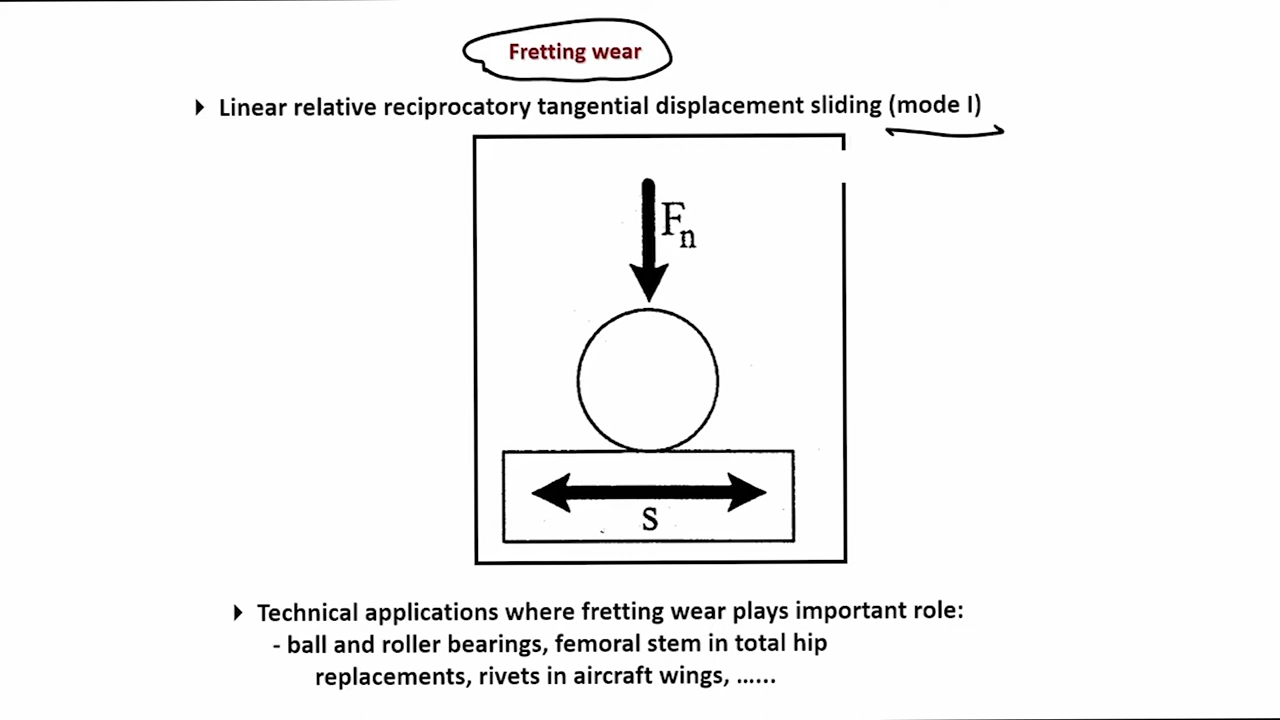 Fretting wear
Linear relative reciprocatory tangential displacement sliding (mode I)
Fn
s
Technical applications where fretting wear plays important role:
- ball and roller bearings, femoral stem in total hip
replacements, rivets in aircraft wings, ......